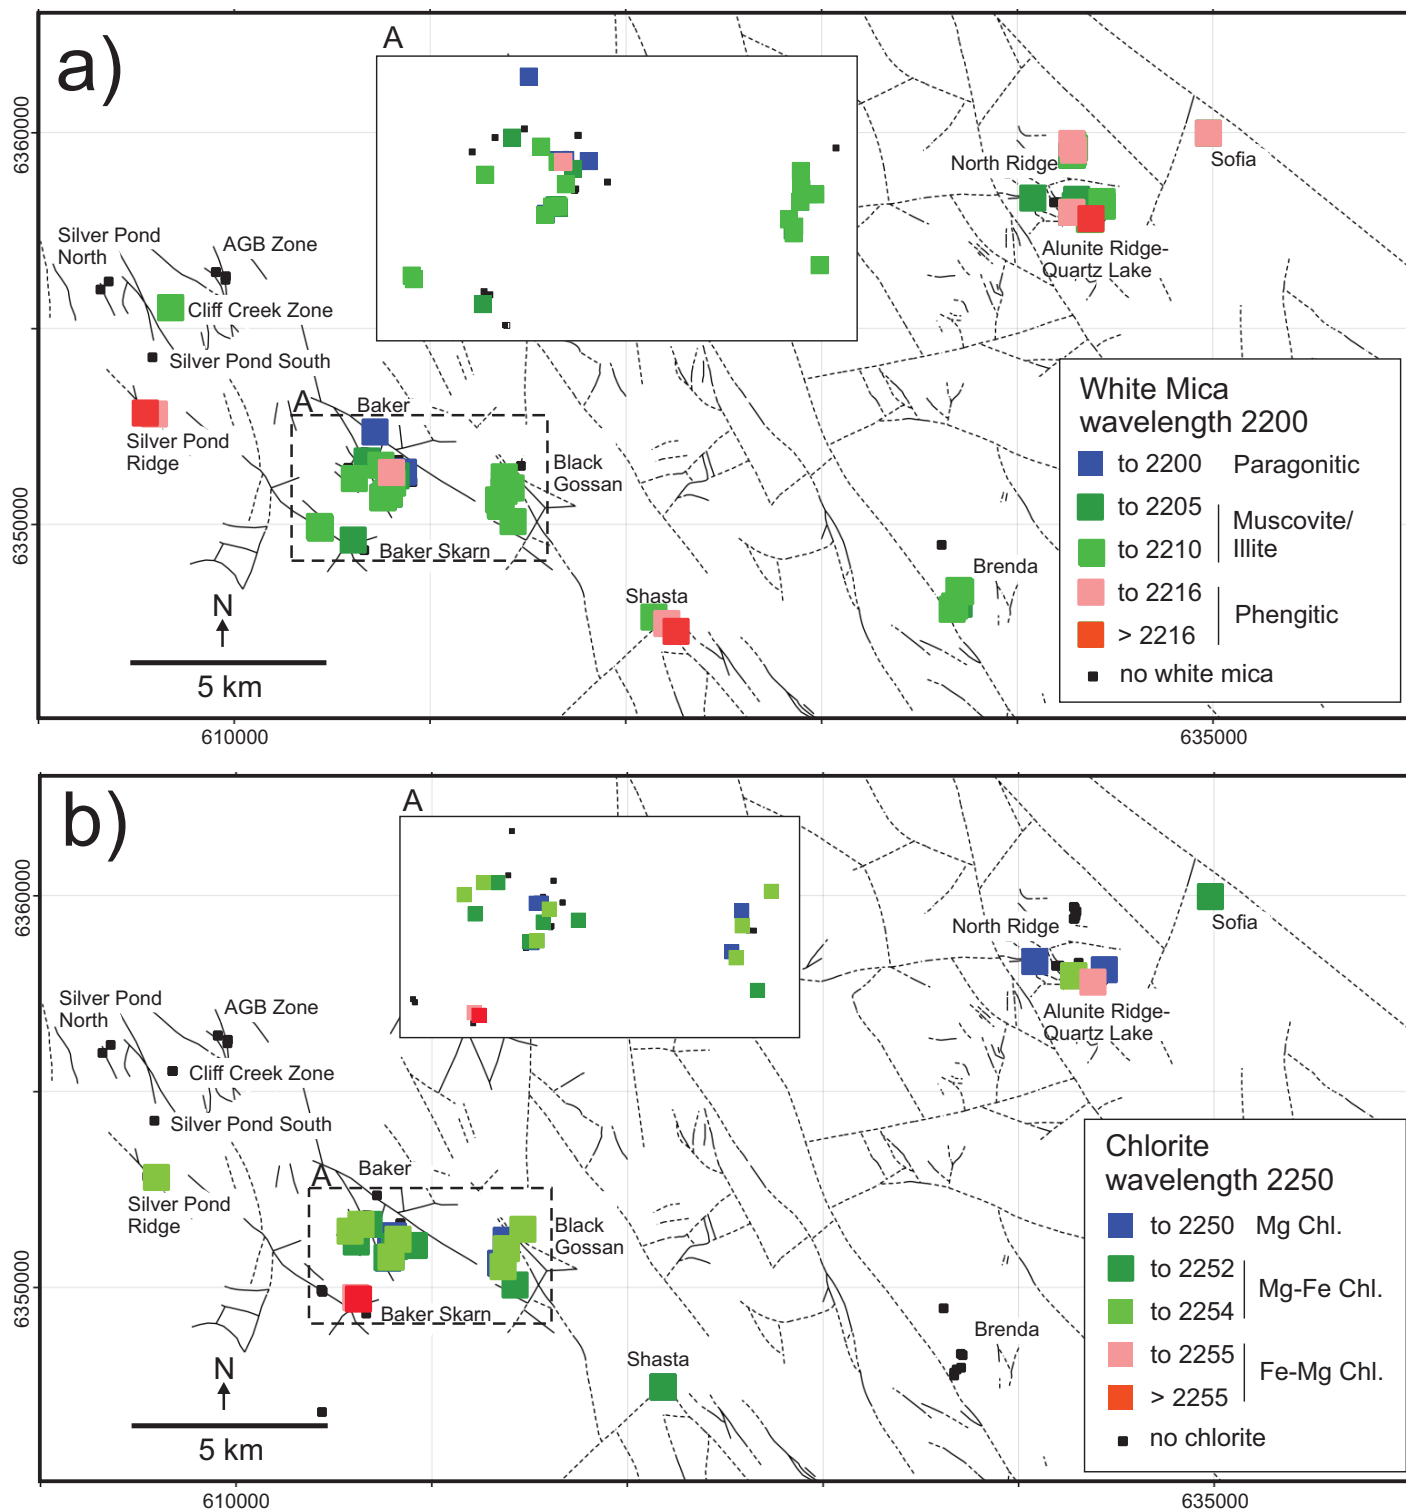 a)
A
6360000
North Ridge
Sofia
Silver Pond
North
AGB Zone
Alunite Ridge-
Quartz Lake
Cliff Creek Zone
Silver Pond South
White Mica
wavelength 2200
to 2200 Paragonitic
to 2205
Muscovite/
Illite
to 2210
to 2216
Phengitic
> 2216
no white mica
A
Baker
Silver Pond
Ridge
Black
Gossan
6350000
Baker Skarn
Brenda
Shasta
N
5 km
610000
635000
b)
A
6360000
North Ridge
Sofia
Silver Pond
North
AGB Zone
Alunite Ridge-
Quartz Lake
Cliff Creek Zone
Silver Pond South
Chlorite
wavelength 2250
to 2250 Mg Chl.
to 2252
Mg-Fe Chl.
to 2254
to 2255
Fe-Mg Chl.
> 2255
no chlorite
A
Baker
Silver Pond
Ridge
Black
Gossan
6350000
Baker Skarn
Brenda
Shasta
N
5 km
610000
635000